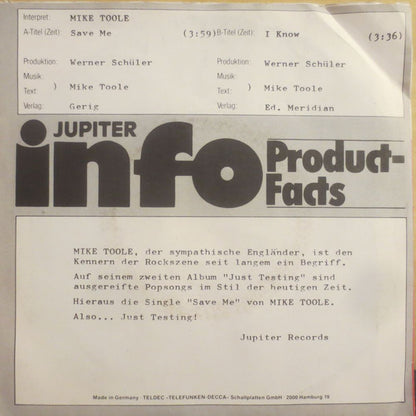 Interpret: MIKE TOOLE
A-Titel (Zeit): Save Me (3:59) B-Titel (Zeit): I Know (3:36)
Produktion: Werner Schüler Produktion: Werner Schüler
Musik: Musik:
) Mike Toole ) Mike Toole
Text: Text:
Verlag: Gerig Verlag: Ed. Meridian
JUPITER
info Product-
Facts
MIKE TOOLE, der sympathische Engländer, ist den
Kennern der Rockszene seit langem ein Begriff.
Auf seinem zweiten Album "Just Testing" sind
ausgereifte Popsongs im Stil der heutigen Zeit.
Hieraus die Single "Save Me" von MIKE TOOLE.
Also... Just Testing!
Jupiter Records
Made in Germany · TELDEC »TELEFUNKEN-DECCA« Schallplatten GmbH · 2000 Hamburg 19